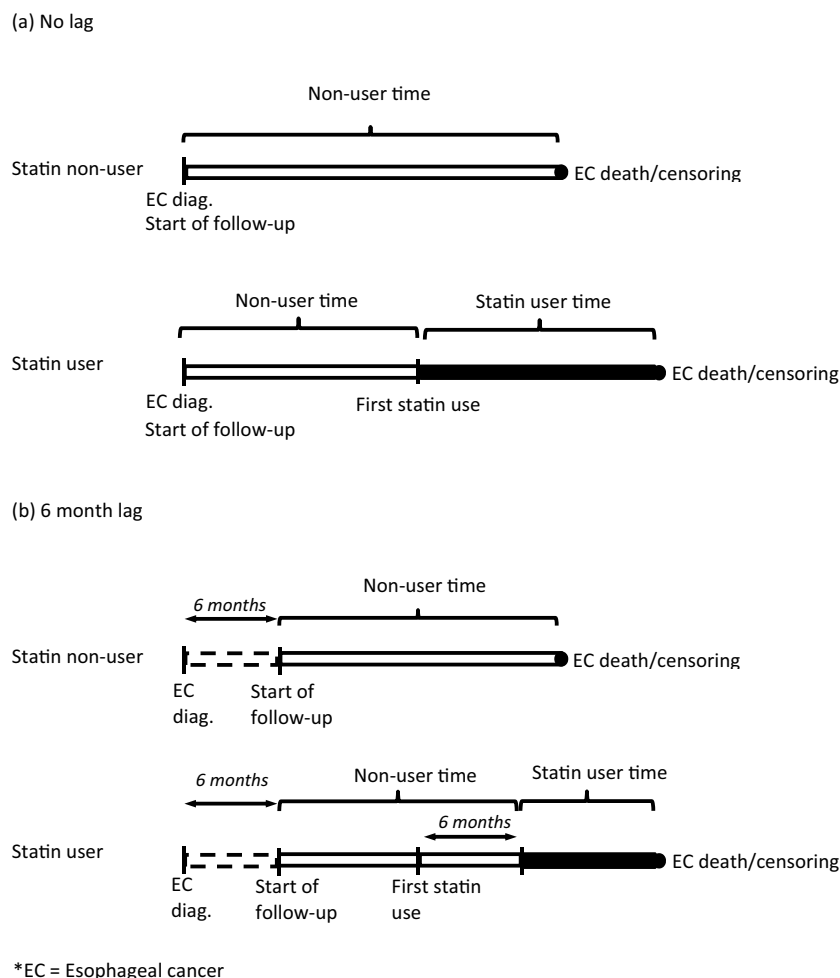 (a) No lag
Non-user time
Statin non-user
EC death/censoring
EC diag.
Start of follow-up
Non-user time
Statin user time
Statin user
EC death/censoring
EC diag.
First statin use
Start of follow-up
(b) 6 month lag
Non-user time
6 months
Statin non-user
EC death/censoring
EC
diag.
Start of
follow-up
Non-user time
Statin user time
6 months
6 months
Statin user
EC death/censoring
EC
diag.
Start of
follow-up
First statin
use
*EC = Esophageal cancer